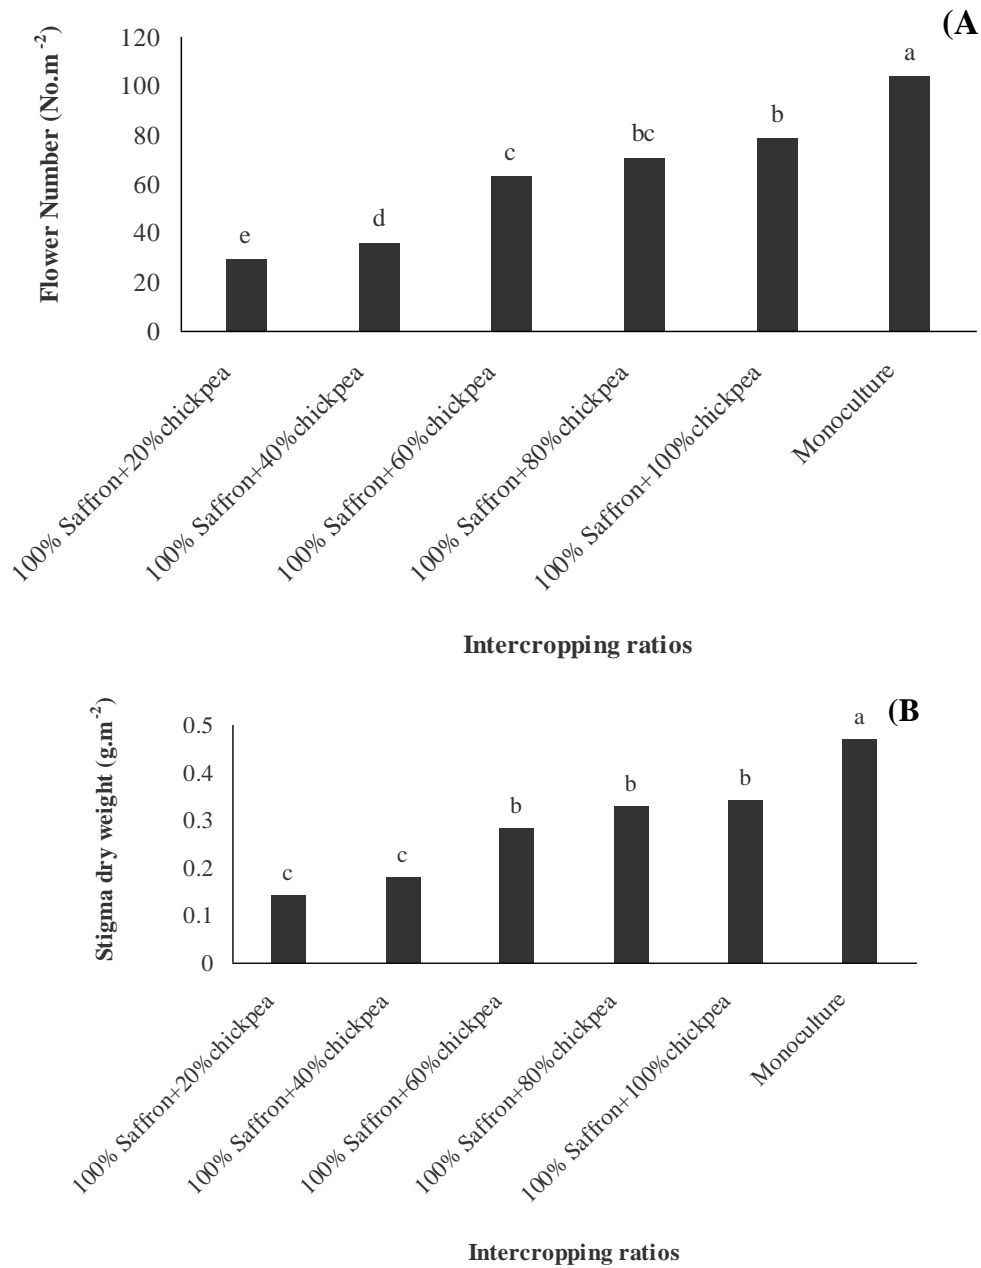 (A
Flower Number (No.m-2)
120
100
80
60
40
20
0
e
d
c
bc
b
a
100% Saffron+20%chickpea
100% Saffron+40%chickpea
100% Saffron+60%chickpea
100% Saffron+80%chickpea
100% Saffron+100%chickpea
Monoculture
Intercropping ratios
(B
Stigma dry weight (g.m-2)
0.5
0.4
0.3
0.2
0.1
0
c
c
b
b
b
a
100% Saffron+20%chickpea
100% Saffron+40%chickpea
100% Saffron+60%chickpea
100% Saffron+80%chickpea
100% Saffron+100%chickpea
Monoculture
Intercropping ratios